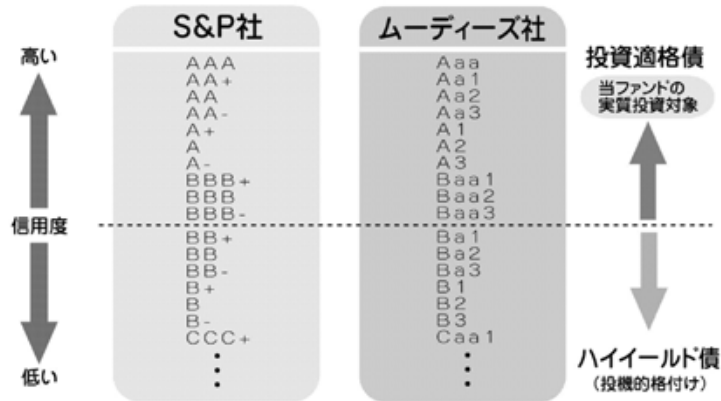 S&P社
ムーディーズ社
高い
信用度
低い
AAA
AA+
AA
AA-
A+
A
A-
BBB+
BBB
BBB-
BB+
BB
BB-
B+
B
B-
CCC+
Aaa
Aa1
Aa2
Aa3
A1
A2
A3
Baa1
Baa2
Baa3
Ba1
Ba2
Ba3
B1
B2
B3
Caa1
投資適格債
当ファンドの
実質投資対象
ハイイールド債
(投機的格付け)